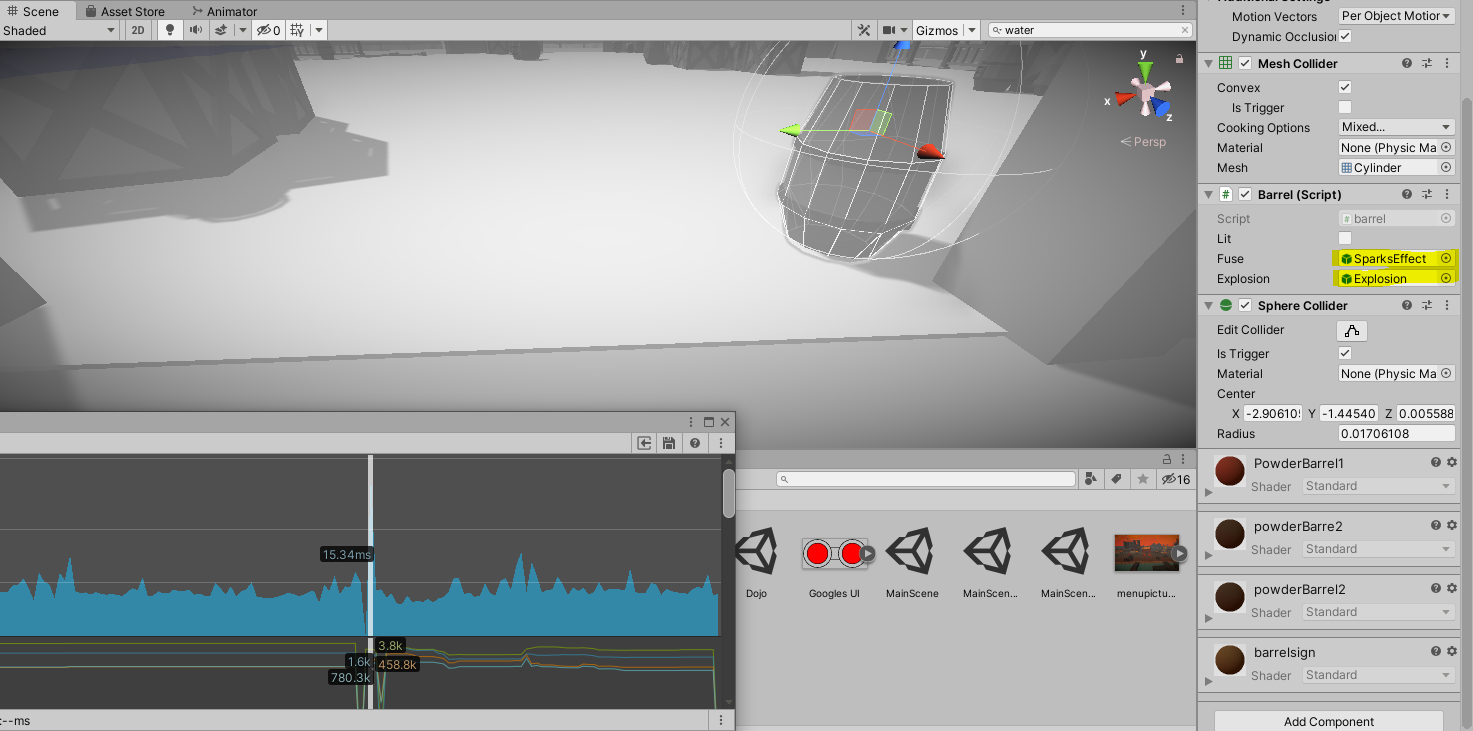 Scene Asset Store Animator
Shaded 2D 0 Gizmos water
y
x
z
Persp
Motion Vectors Per Object Motior
Dynamic Occlusio
Mesh Collider
Convex
Is Trigger
Cooking Options Mixed...
Material None (Physic Ma
Mesh Cylinder
# Barrel (Script)
Script # barrel
Lit
Fuse SparksEffect
Explosion Explosion
Sphere Collider
Edit Collider
Is Trigger
Material None (Physic Ma
Center
X -2.90610 Y -1.44540 Z 0.005588
Radius 0.01706108
PowderBarrel1
Shader Standard
powderBarre2
Shader Standard
powderBarrel2
Shader Standard
barrelsign
Shader Standard
Add Component
16
Dojo Googles UI MainScene MainScen... MainScen... menupictu...
15.34ms
3.8k
1.6k 458.8k
780.3k
--ms